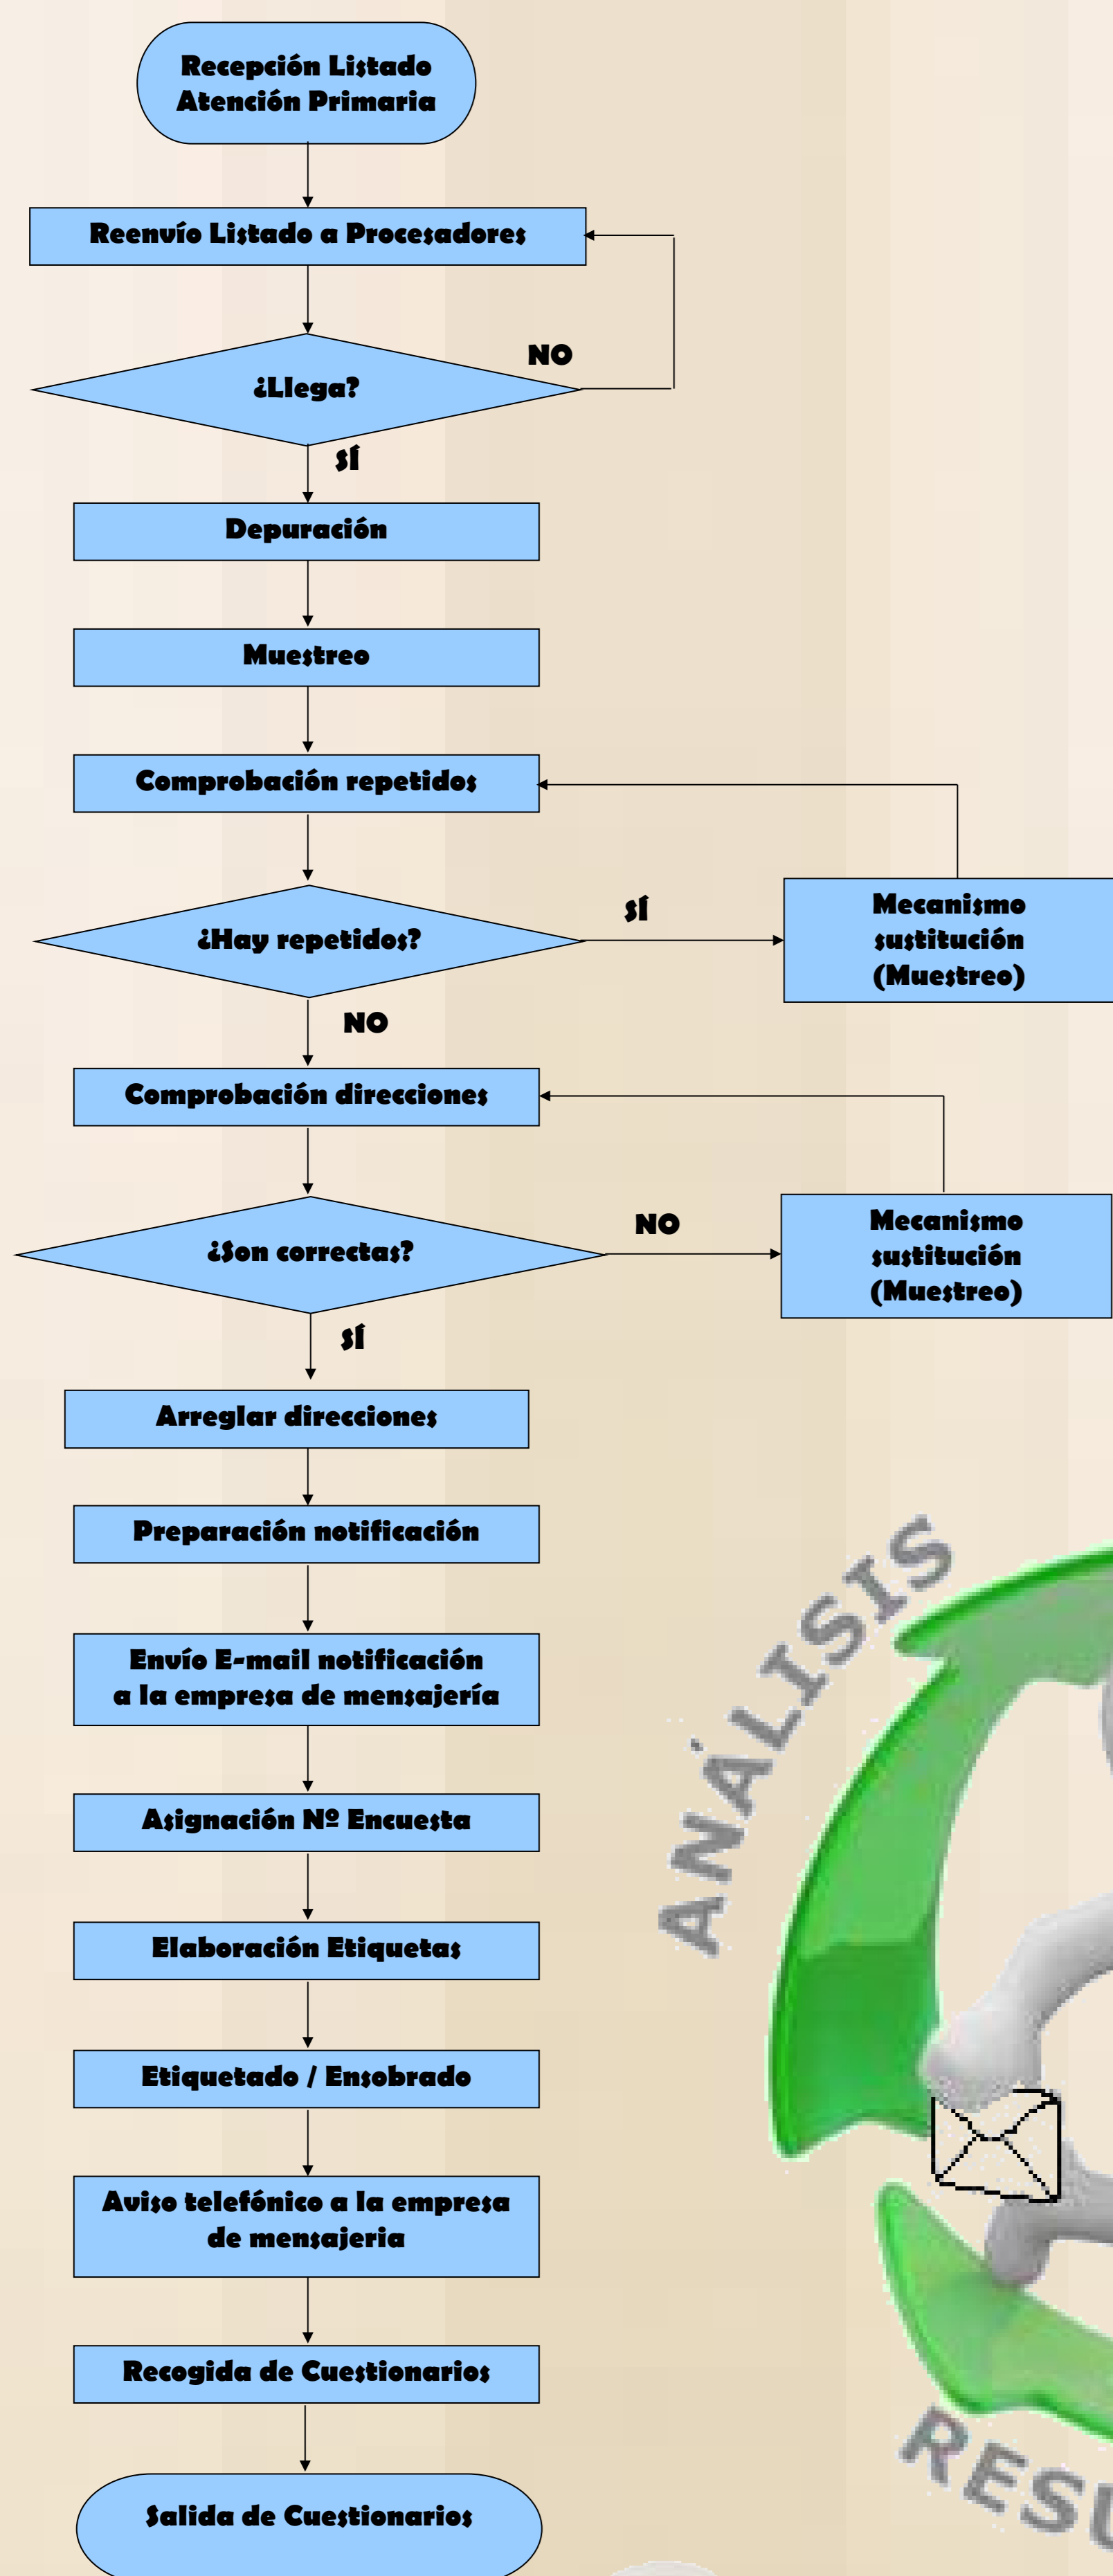 Recepción Listado
Atención Primaria
Reenvío Listado a Procesadores
NO
¿Llega?
SÍ
Depuración
Muestreo
Comprobación repetidos
SÍ
Mecanismo
sustitución
(Muestreo)
¿Hay repetidos?
NO
Comprobación direcciones
NO
Mecanismo
sustitución
(Muestreo)
¿Son correctas?
SÍ
Arreglar direcciones
Preparación notificación
Envío E-mail notificación
a la empresa de mensajería
Asignación Nº Encuesta
Elaboración Etiquetas
Etiquetado / Ensobrado
Aviso telefónico a la empresa
de mensajeria
Recogida de Cuestionarios
Salida de Cuestionarios
ANÁLISIS